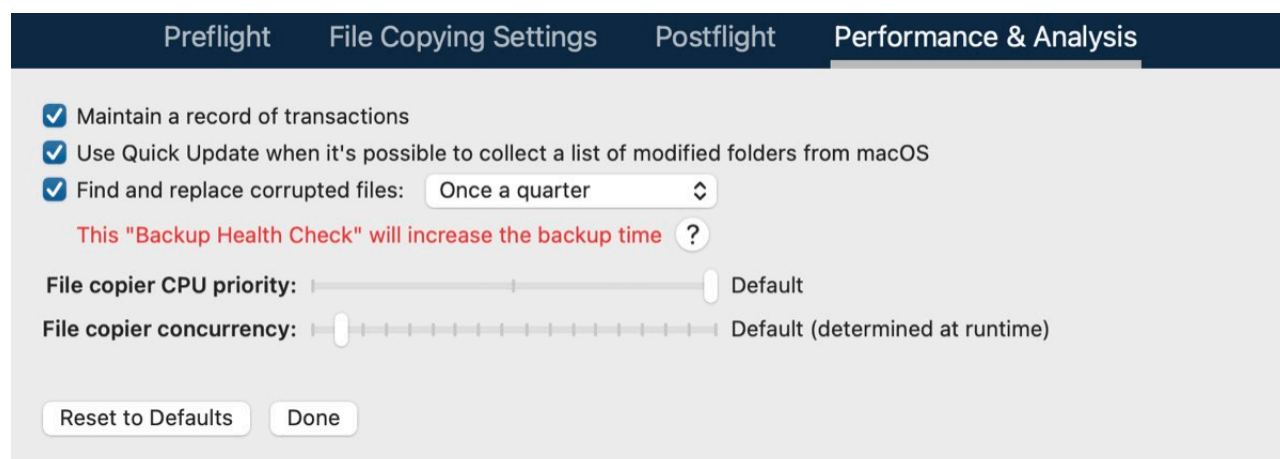 Preflight File Copying Settings Postflight Performance & Analysis
Maintain a record of transactions
Use Quick Update when it's possible to collect a list of modified folders from macOS
Find and replace corrupted files: Once a quarter
This "Backup Health Check" will increase the backup time ?
File copier CPU priority: Default
File copier concurrency: Default (determined at runtime)
Reset to Defaults Done